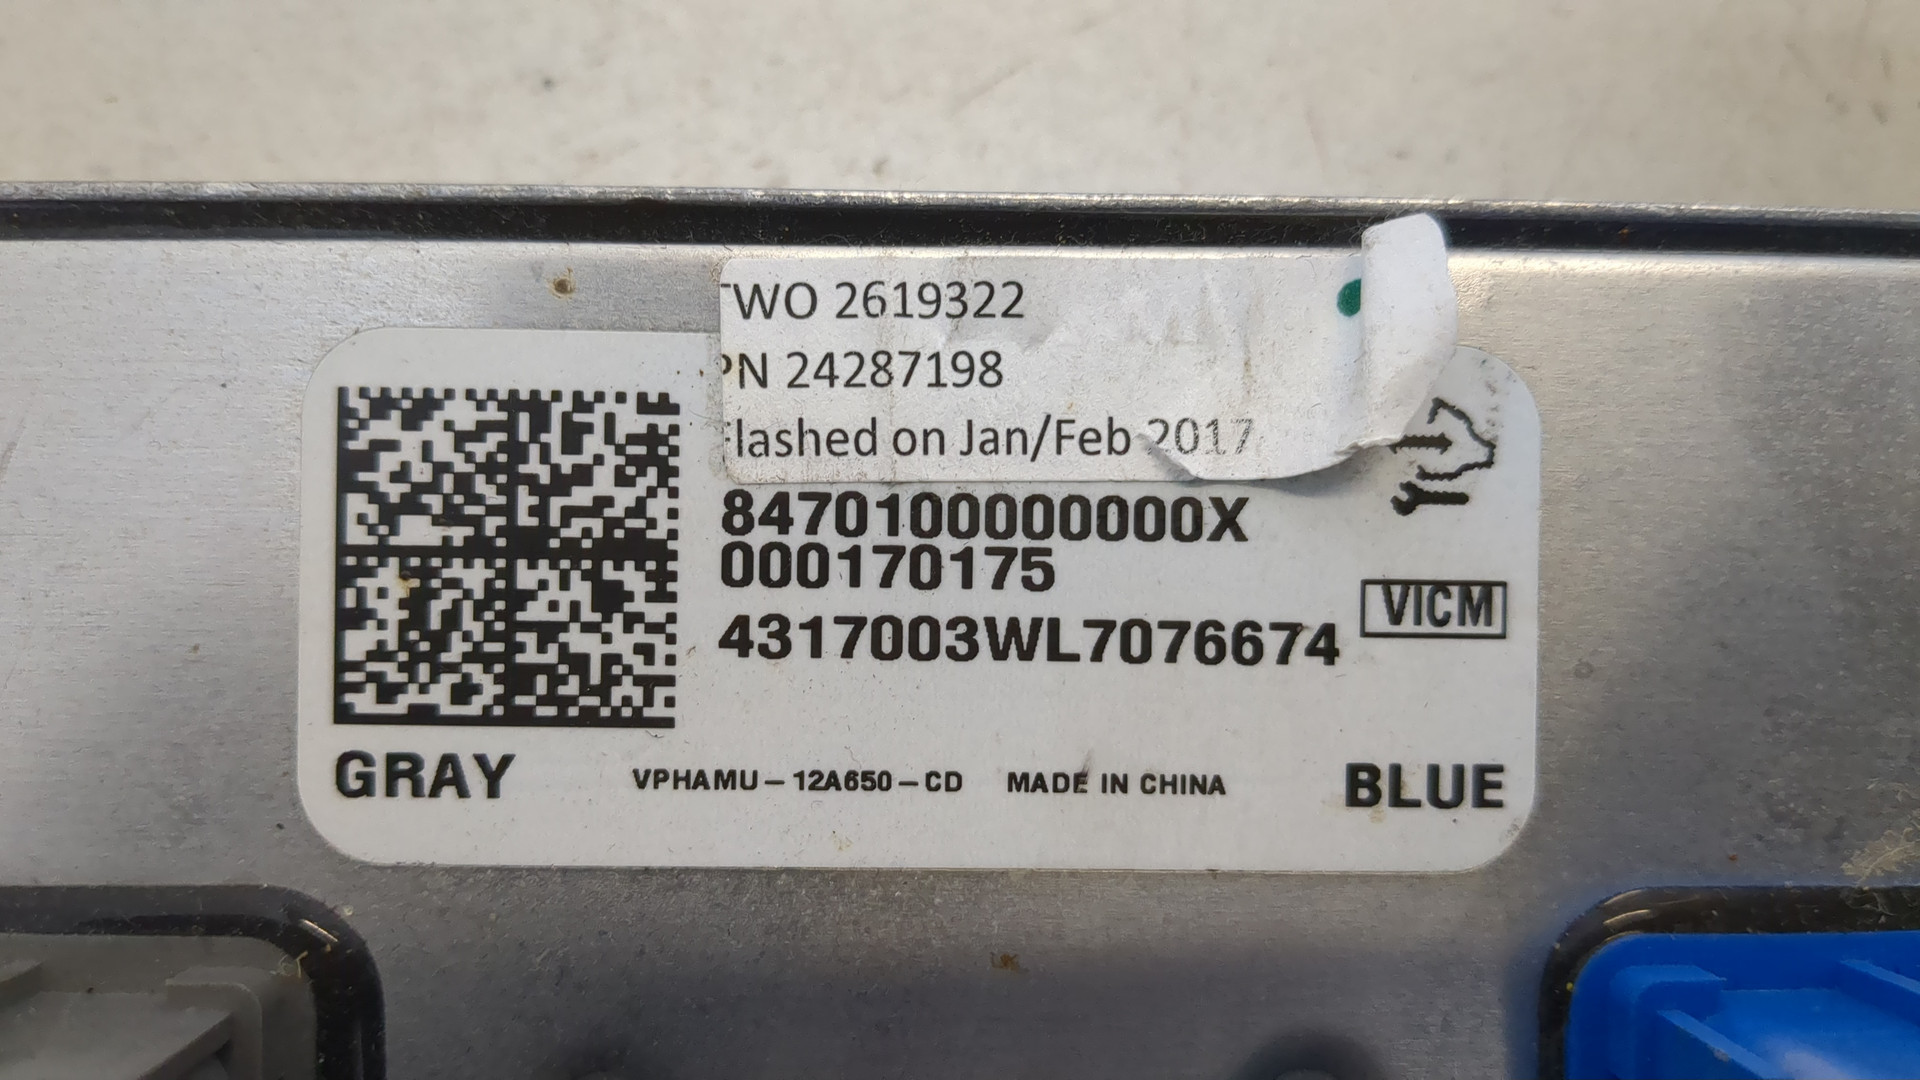 TWO 2619322
PN 24287198
Flashed on Jan/Feb 2017
8470100000000X
000170175
4317003WL7076674
VICM
GRAY
VPHAMU-12A650-CD
MADE IN CHINA
BLUE